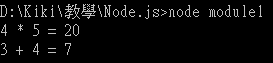 D:\Kiki\教學\Node.js>node module1
4 * 5 = 20
3 + 4 = 7